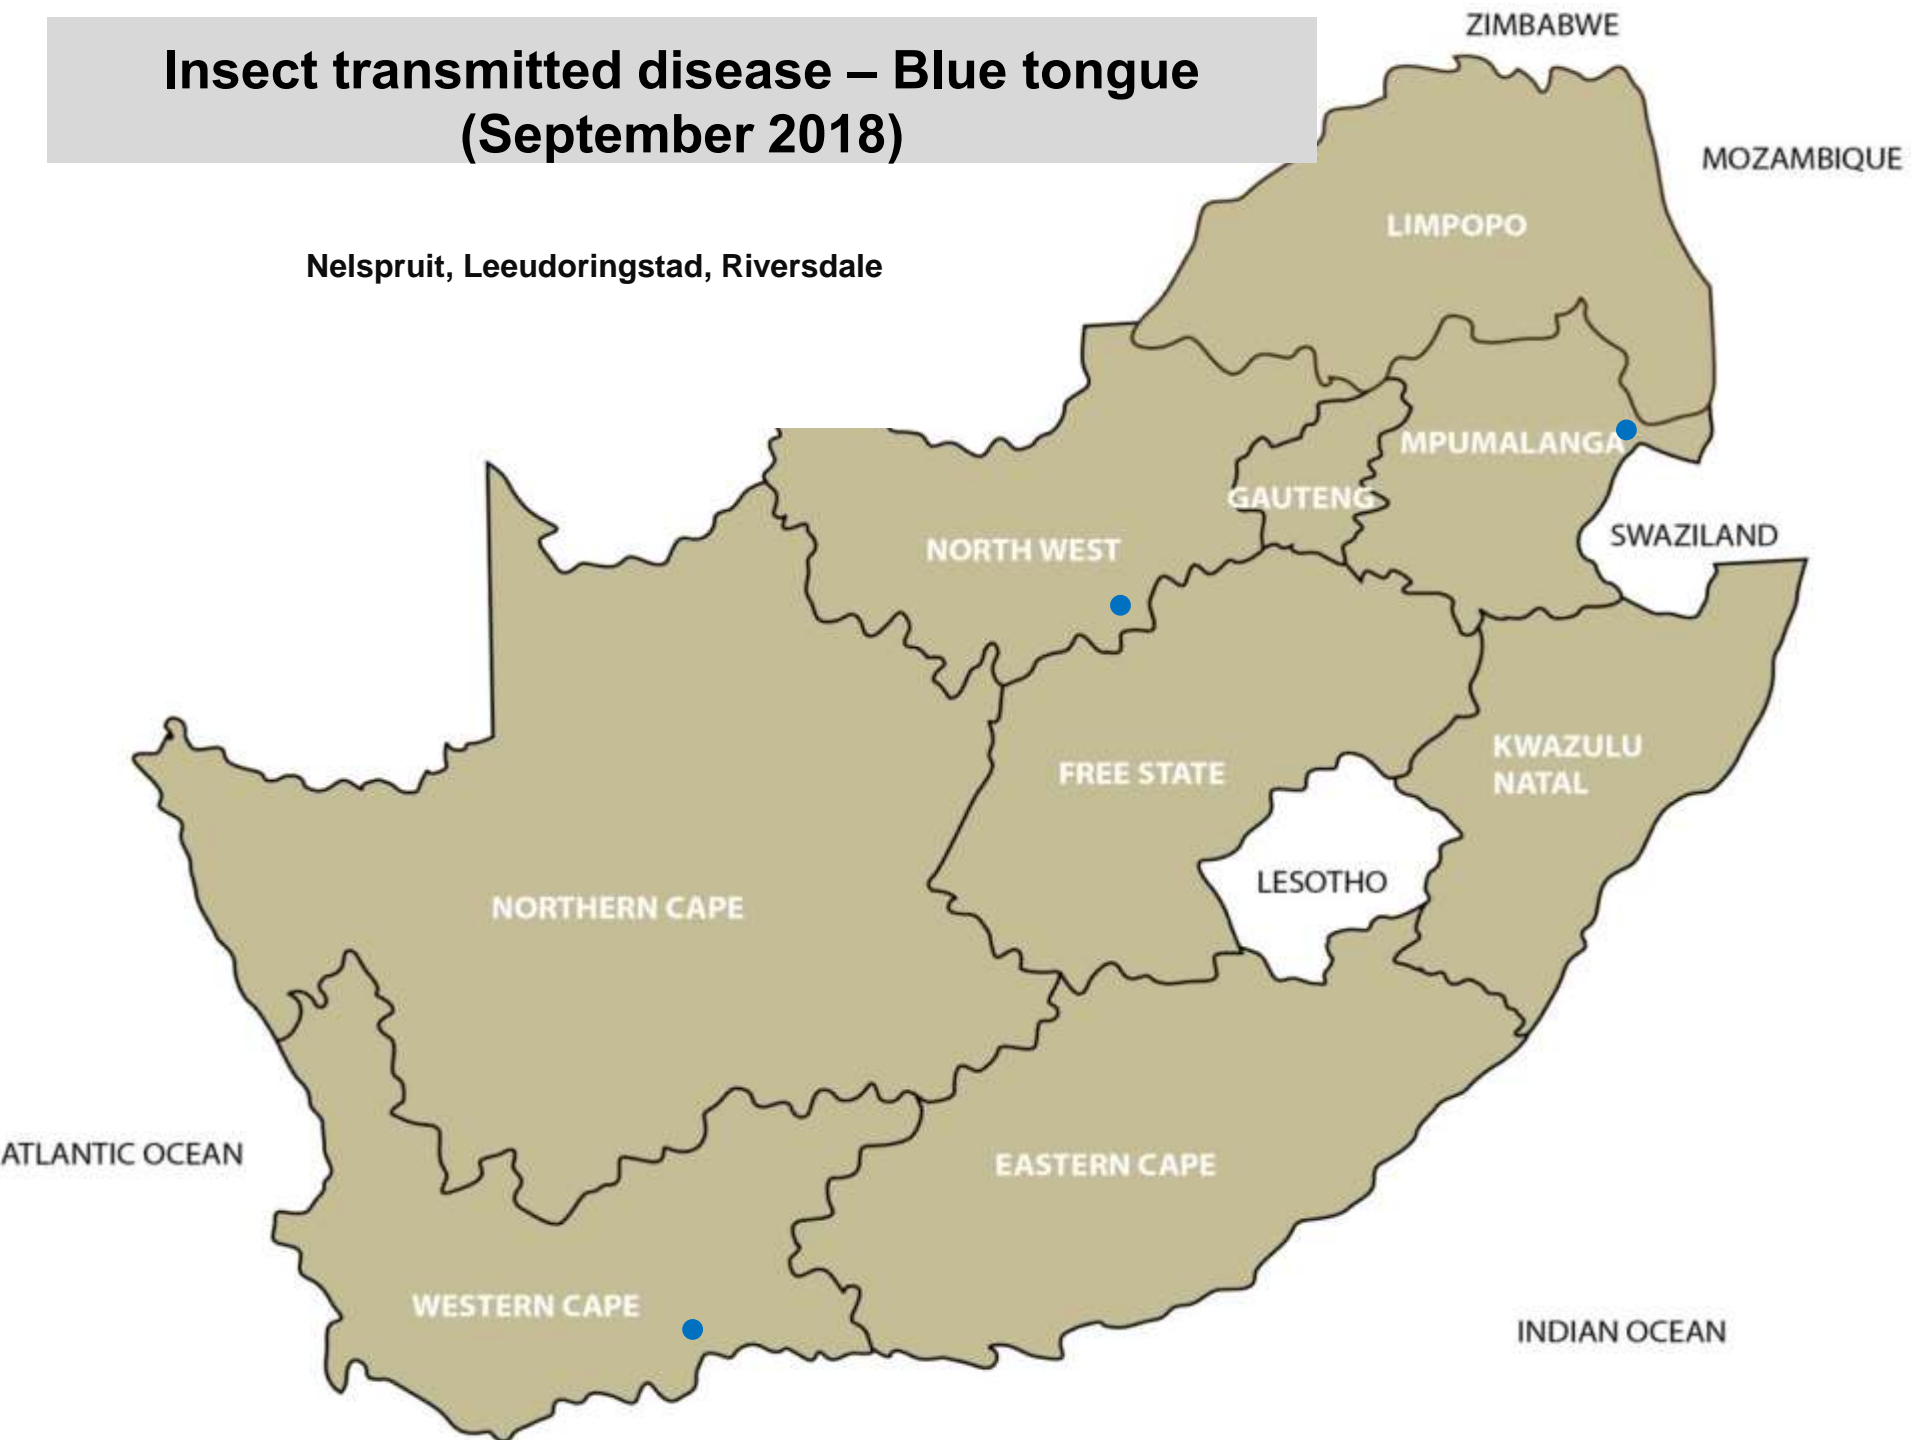 Insect transmitted disease – Blue tongue
(September 2018)
ZIMBABWE
MOZAMBIQUE
LIMPOPO
Nelspruit, Leeudoringstad, Riversdale
MPUMALANGA
GAUTENG
SWAZILAND
NORTH WEST
KWAZULU
NATAL
FREE STATE
LESOTHO
NORTHERN CAPE
ATLANTIC OCEAN
EASTERN CAPE
WESTERN CAPE
INDIAN OCEAN